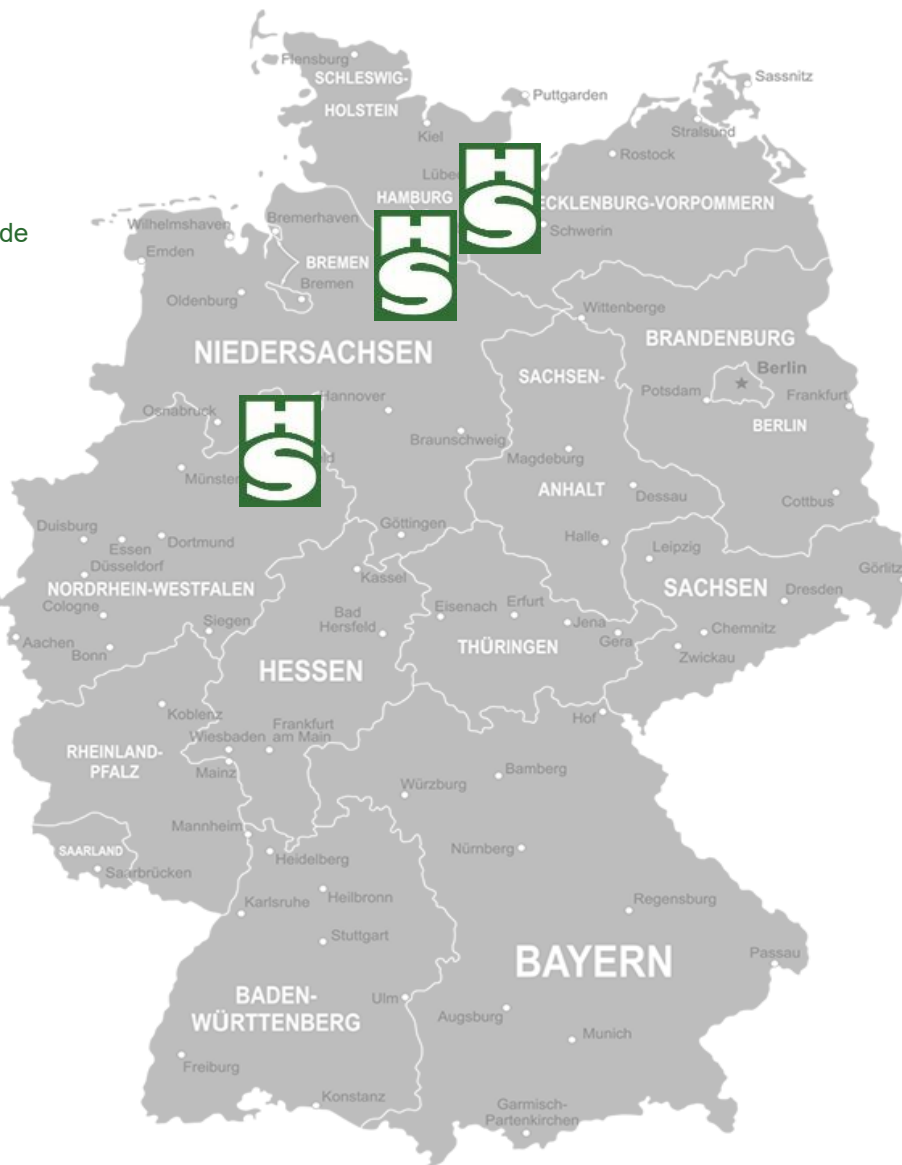 Flensburg
Sassnitz
SCHLESWIG-
HOLSTEIN
Puttgarden
Kiel
Stralsund
Rostock
HAMBURG
HS
ECKLENBURG-VORPOMMERN
Wilhelmshaven
Bremerhaven
Schwerin
de
HS
Emden
BREMEN
Bremen
Oldenburg
Wittenberge
NIEDERSACHSEN
BRANDENBURG
SACHSEN-
Berlin
Potsdam
Frankfurt
Hannover
Osnabruck
HS
BERLIN
Braunschweig
Magdeburg
Münster
ANHALT
Dessau
Cottbus
Duisburg
Göttingen
Essen
Dortmund
Halle
Leipzig
Düsseldorf
Kassel
Görlitz
NORDRHEIN-WESTFALEN
SACHSEN
Dresden
Cologne
Bad
Hersfeld
Eisenach
Erfurt
Siegen
Jena
Chemnitz
Aachen
Gera
Bonn
THÜRINGEN
Zwickau
HESSEN
Koblenz
Hof
Wiesbaden
Frankfurt
am Main
RHEINLAND-
PFALZ
Mainz
Bamberg
Würzburg
Mannheim
SAARLAND
Heidelberg
Nürnberg
Saarbrücken
Heilbronn
Karlsruhe
Regensburg
Stuttgart
BAYERN
Passau
BADEN-
WÜRTTENBERG
Ulm
Augsburg
Munich
Freiburg
Konstanz
Garmisch-
Partenkirchen